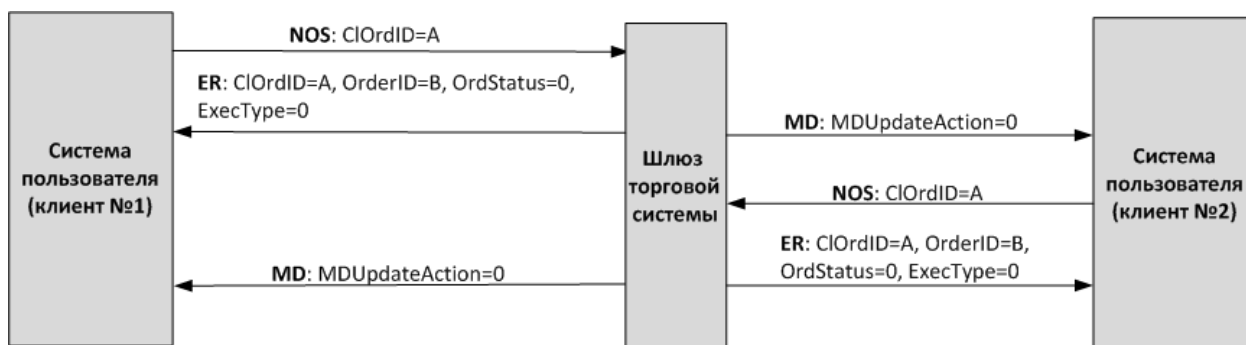 NOS: ClOrdID=A
ER: ClOrdID=A, OrderID=B, OrdStatus=0,
ExecType=0
MD: MDUpdateAction=0
Система
пользователя
(клиент №1)
Шлюз
торговой
системы
Система
пользователя
(клиент №2)
NOS: ClOrdID=A
ER: ClOrdID=A, OrderID=B,
OrdStatus=0, ExecType=0
MD: MDUpdateAction=0